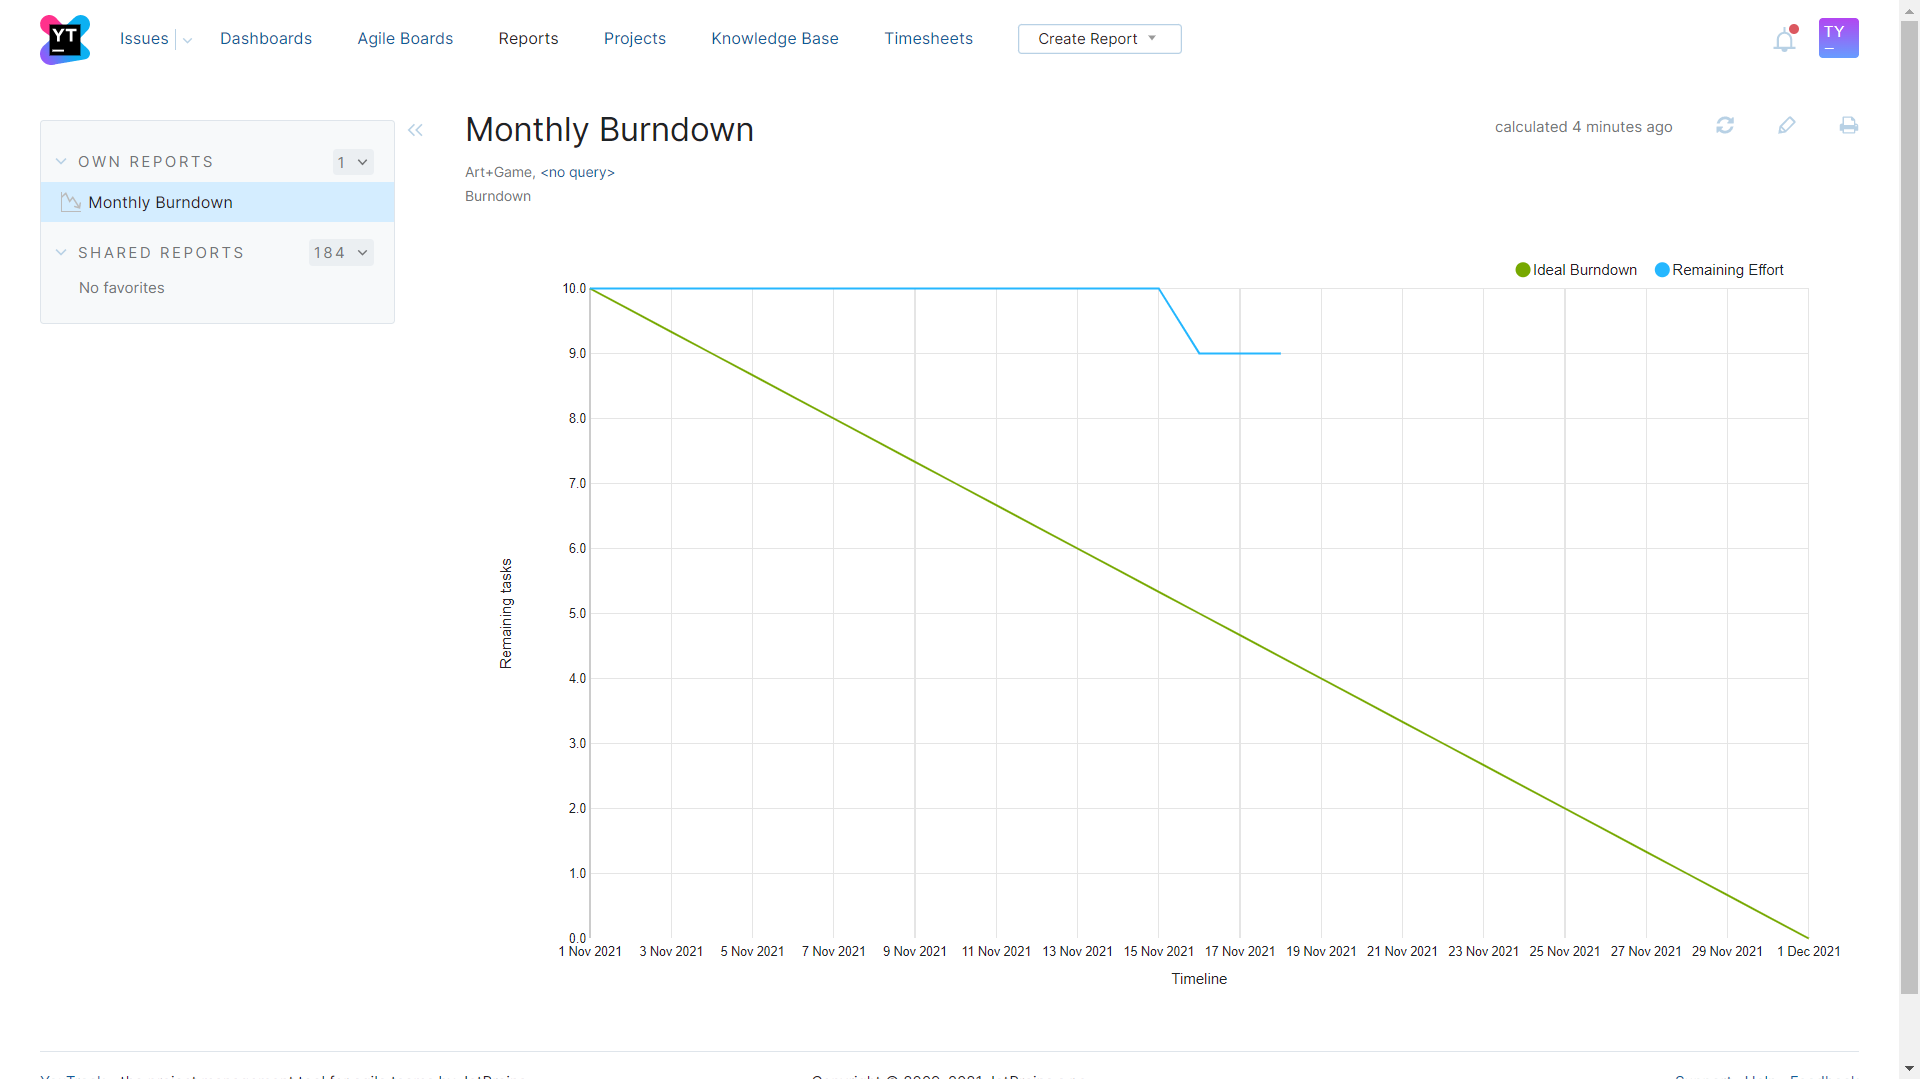 YT
Issues
Dashboards
Agile Boards
Reports
Projects
Knowledge Base
Timesheets
Create Report
TY
OWN REPORTS
1
Monthly Burndown
SHARED REPORTS
184
No favorites
Monthly Burndown
calculated 4 minutes ago
Art+Game, <no query>
Burndown
Ideal Burndown
Remaining Effort
10.0
9.0
8.0
7.0
6.0
5.0
4.0
3.0
2.0
1.0
0.0
Remaining tasks
1 Nov 2021
3 Nov 2021
5 Nov 2021
7 Nov 2021
9 Nov 2021
11 Nov 2021
13 Nov 2021
15 Nov 2021
17 Nov 2021
19 Nov 2021
21 Nov 2021
23 Nov 2021
25 Nov 2021
27 Nov 2021
29 Nov 2021
1 Dec 2021
Timeline